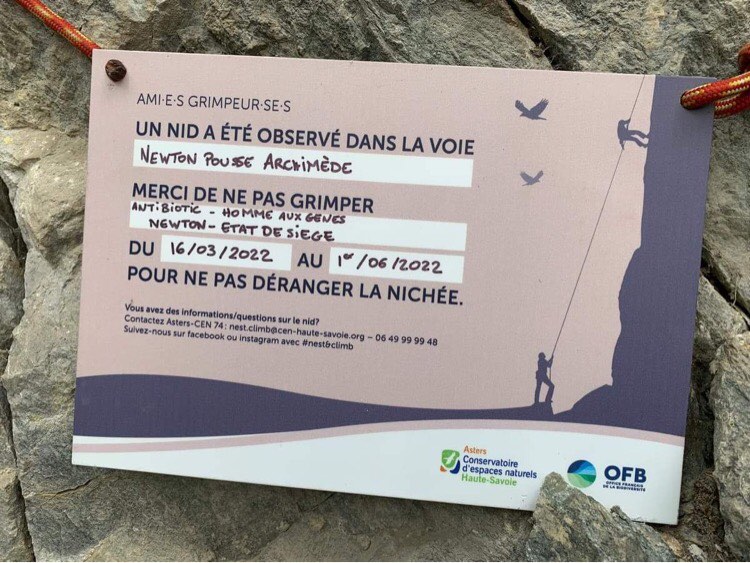 AMI·E·S GRIMPEUR·SE·S
UN NID A ÉTÉ OBSERVÉ DANS LA VOIE
NEWTON POUSSE ARCHIMÈDE
MERCI DE NE PAS GRIMPER
ANTIBIOTIC - HOMME AUX GENES
NEWTON - ETAT DE SIEGE
DU 16/03/2022 AU 1er/06/2022
POUR NE PAS DÉRANGER LA NICHÉE.
Vous avez des informations/questions sur le nid?
Contactez Asters-CEN 74 : nest.climb@cen-haute-savoie.org – 06 49 99 99 48
Suivez-nous sur facebook ou instagram avec #nest&climb
Asters
Conservatoire
d'espaces naturels
Haute-Savoie
OFB
OFFICE FRANÇAIS
DE LA BIODIVERSITÉ